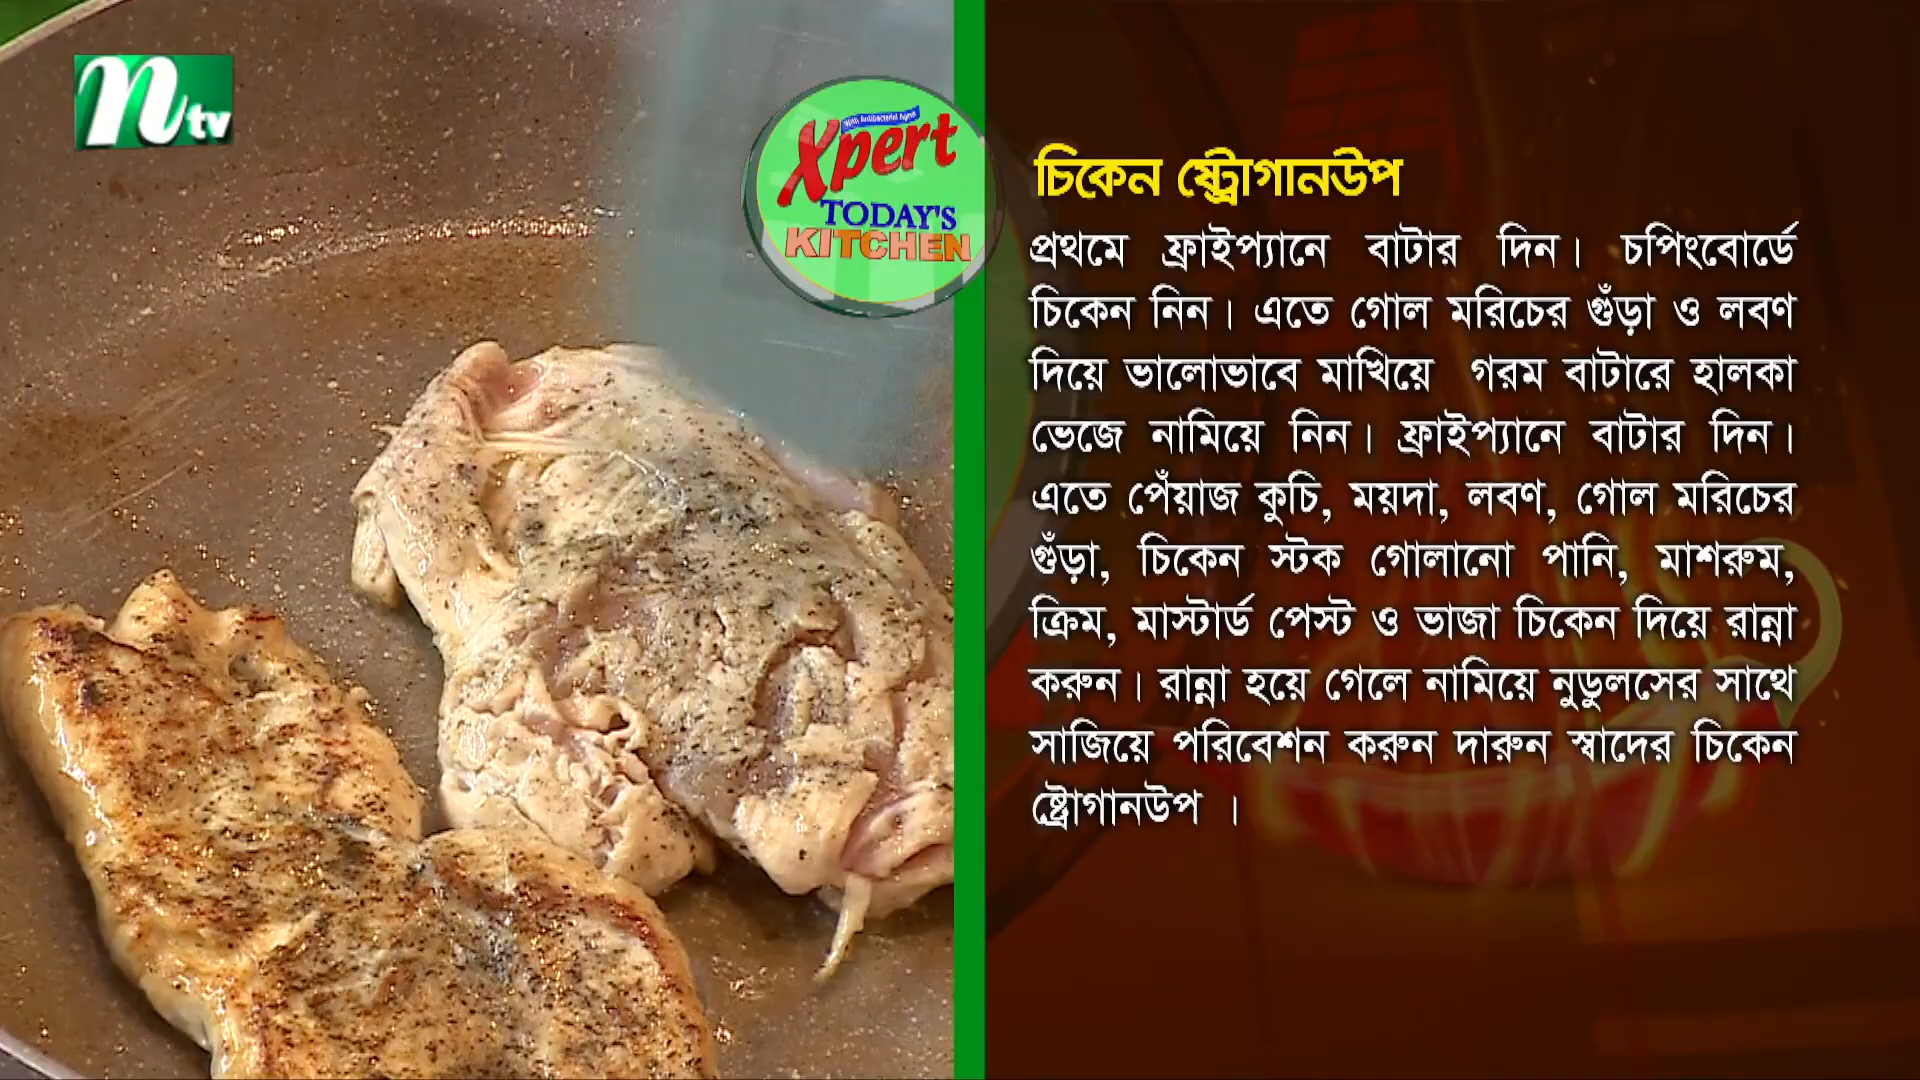 ntv
With Antibacterial Agent
Xpert
TODAY'S
KITCHEN
চিকেন ষ্ট্রোগানউপ
প্রথমে ফ্রাইপ্যানে বাটার দিন। চপিংবোর্ডে
চিকেন নিন। এতে গোল মরিচের গুঁড়া ও লবণ
দিয়ে ভালোভাবে মাখিয়ে গরম বাটারে হালকা
ভেজে নামিয়ে নিন। ফ্রাইপ্যানে বাটার দিন।
এতে পেঁয়াজ কুচি, ময়দা, লবণ, গোল মরিচের
গুঁড়া, চিকেন স্টক গোলানো পানি, মাশরুম,
ক্রিম, মাস্টার্ড পেস্ট ও ভাজা চিকেন দিয়ে রান্না
করুন। রান্না হয়ে গেলে নামিয়ে নুডুলসের সাথে
সাজিয়ে পরিবেশন করুন দারুন স্বাদের চিকেন
ষ্ট্রোগানউপ ।